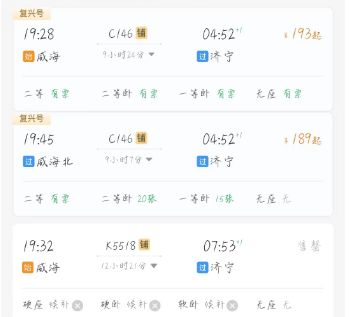 复兴号
19:28 C146 铺 04:52+1 ¥193起
始 威海 9小时24分 过 济宁
二等 有票 二等卧 有票 一等卧 有票 无座 有票
复兴号
19:45 C146 铺 04:52+1 ¥189起
过 威海北 9小时7分 过 济宁
二等 有票 二等卧 20张 一等卧 15张 无座 无
19:32 K5518 铺 07:53+1 售罄
始 威海 12小时21分 过 济宁
硬座 候补 硬卧 候补 软卧 候补 无座 无